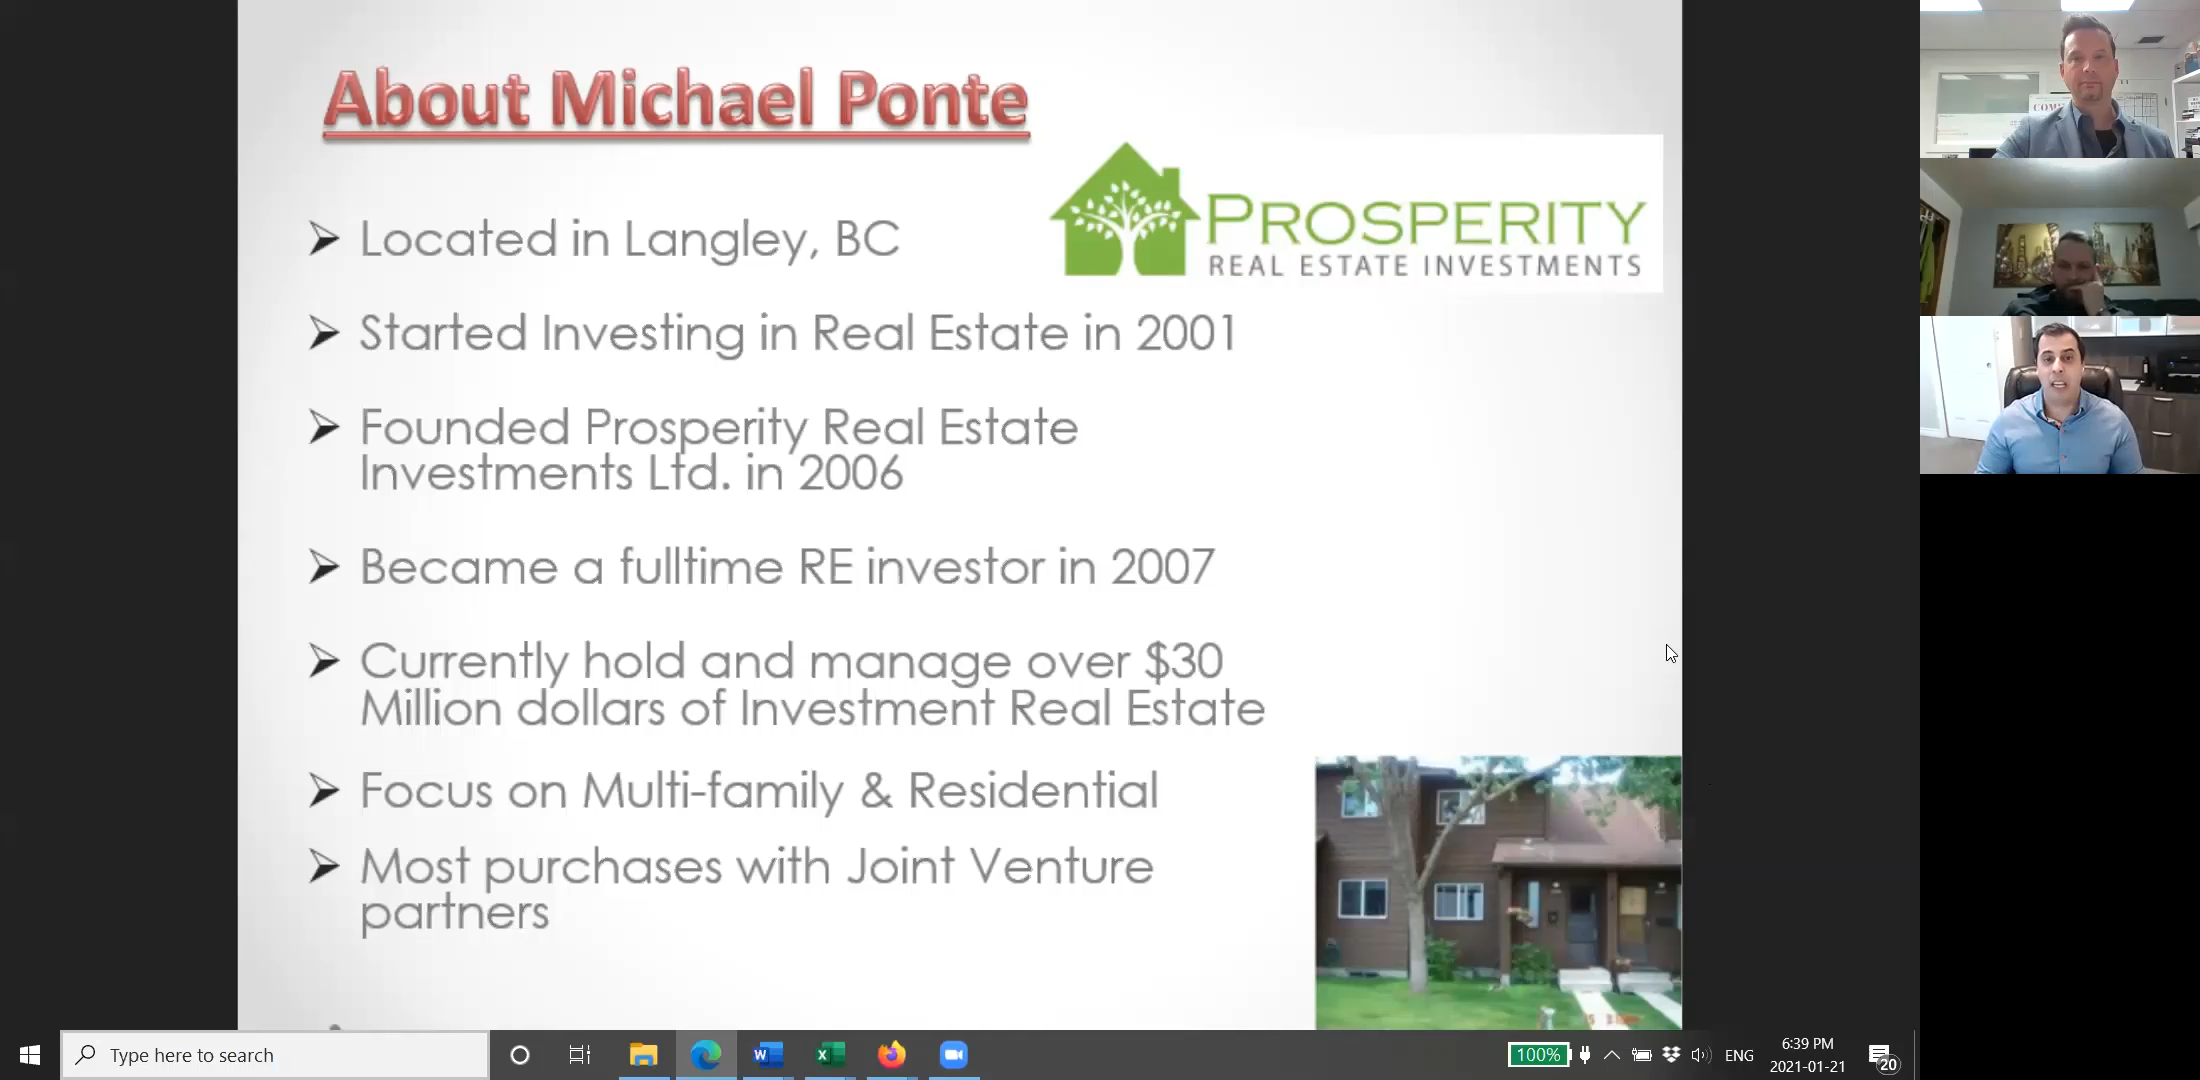 About Michael Ponte
PROSPERITY
REAL ESTATE INVESTMENTS
Located in Langley, BC
Started Investing in Real Estate in 2001
Founded Prosperity Real Estate
Investments Ltd. in 2006
Became a fulltime RE investor in 2007
Currently hold and manage over $30
Million dollars of Investment Real Estate
Focus on Multi-family & Residential
Most purchases with Joint Venture
partners
Type here to search
100%
ENG
6:39 PM
2021-01-21
20